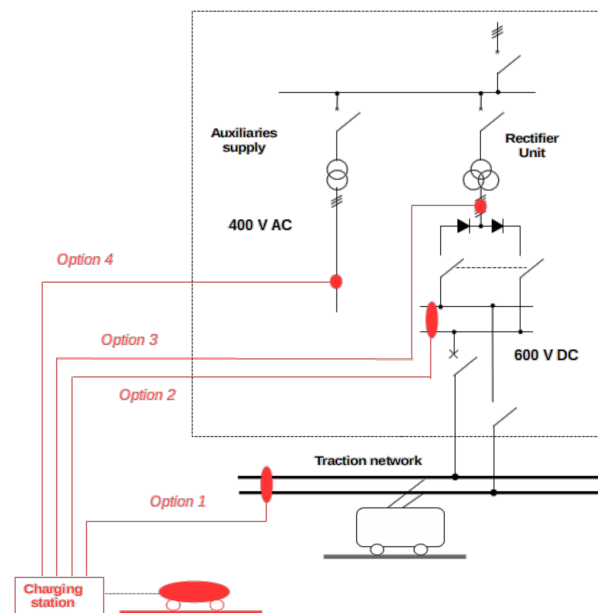 Auxiliaries
supply
Rectifier
Unit
400 V AC
Option 4
Option 3
600 V DC
Option 2
Traction network
Option 1
Charging
station